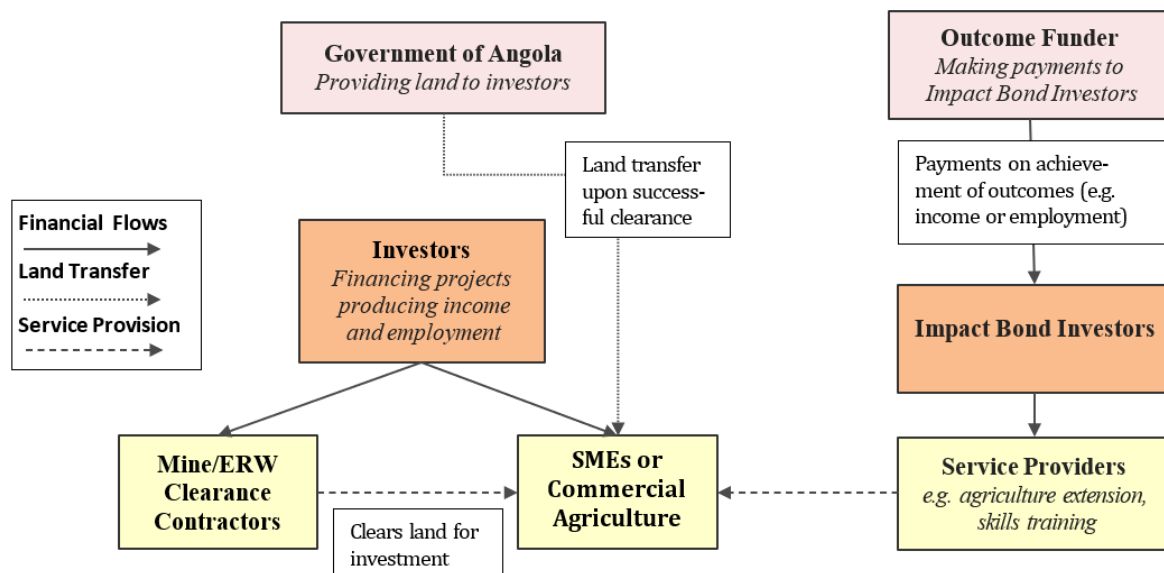 Government of Angola
Providing land to investors
Outcome Funder
Making payments to
Impact Bond Investors
Land transfer
upon success-
ful clearance
Payments on achieve-
ment of outcomes (e.g.
income or employment)
Financial Flows
Land Transfer
Service Provision
Investors
Financing projects
producing income
and employment
Impact Bond Investors
Mine/ERW
Clearance
Contractors
SMEs or
Commercial
Agriculture
Service Providers
e.g. agriculture extension,
skills training
Clears land for
investment